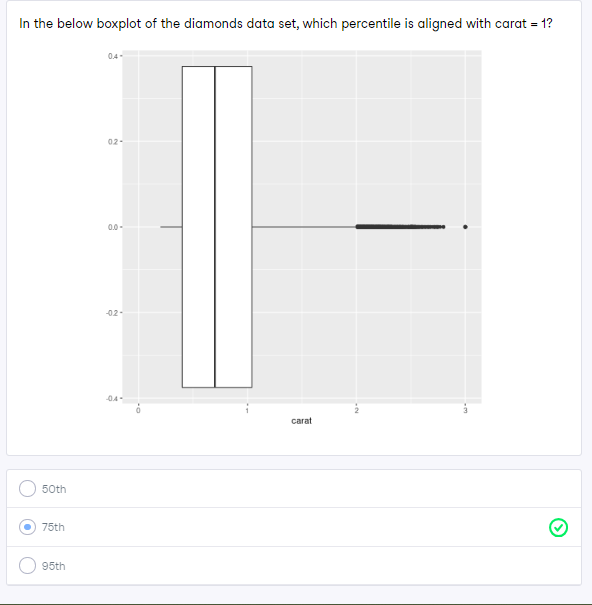 In the below boxplot of the diamonds data set, which percentile is aligned with carat = 1?
0.4
0.2
0.0
-0.2
-0.4
0 1 2 3
carat
50th
75th
95th